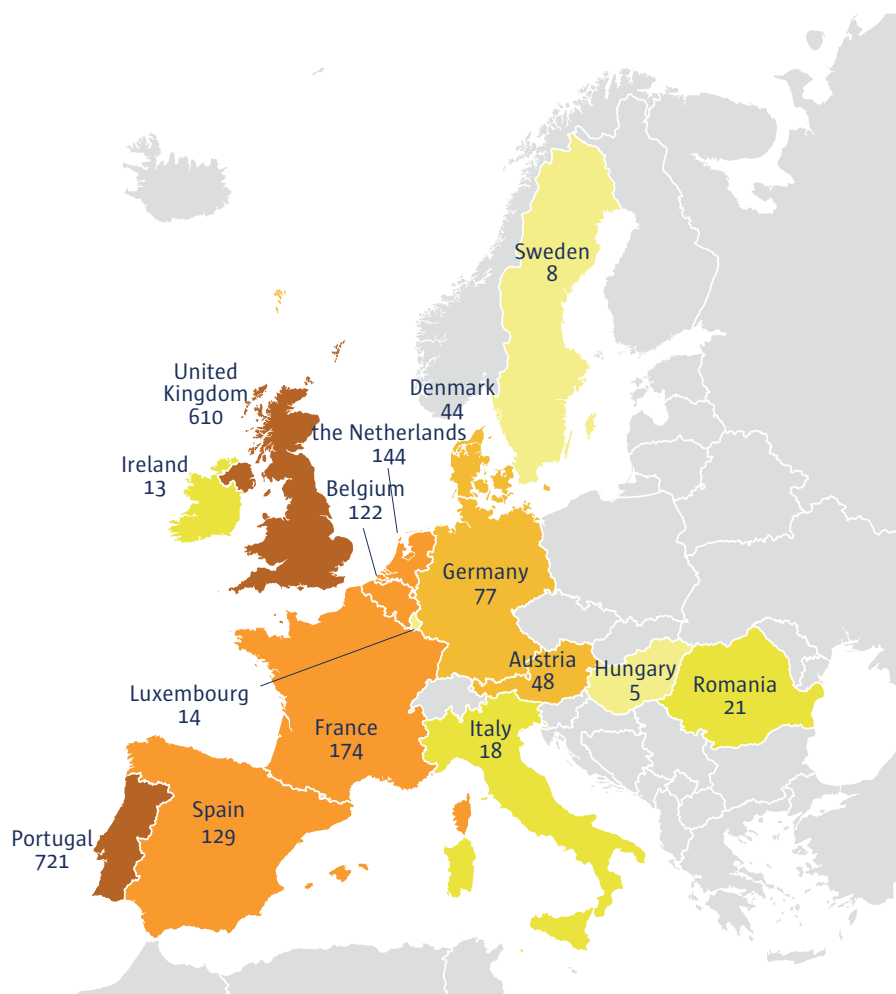 Sweden
8
United
Kingdom
610
Denmark
44
the Netherlands
144
Ireland
13
Belgium
122
Germany
77
Austria
48
Hungary
5
Romania
21
Luxembourg
14
France
174
Italy
18
Spain
129
Portugal
721